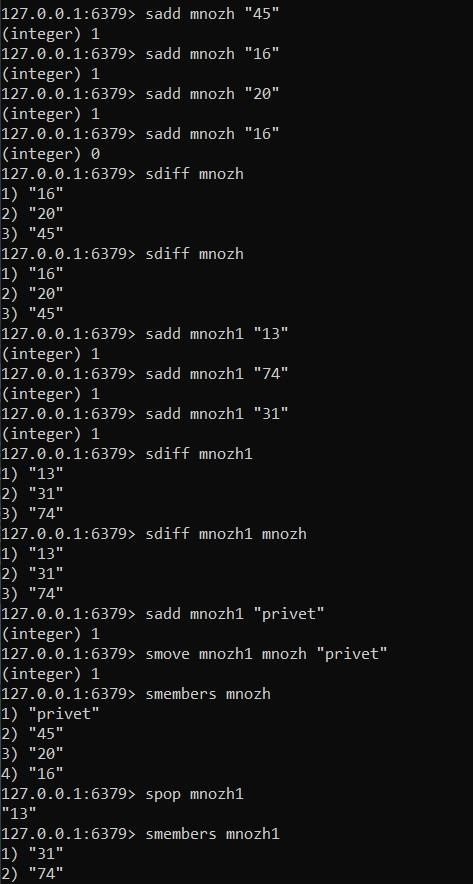 127.0.0.1:6379> sadd mnozh "45"
(integer) 1
127.0.0.1:6379> sadd mnozh "16"
(integer) 1
127.0.0.1:6379> sadd mnozh "20"
(integer) 1
127.0.0.1:6379> sadd mnozh "16"
(integer) 0
127.0.0.1:6379> sdiff mnozh
1) "16"
2) "20"
3) "45"
127.0.0.1:6379> sdiff mnozh
1) "16"
2) "20"
3) "45"
127.0.0.1:6379> sadd mnozh1 "13"
(integer) 1
127.0.0.1:6379> sadd mnozh1 "74"
(integer) 1
127.0.0.1:6379> sadd mnozh1 "31"
(integer) 1
127.0.0.1:6379> sdiff mnozh1
1) "13"
2) "31"
3) "74"
127.0.0.1:6379> sdiff mnozh1 mnozh
1) "13"
2) "31"
3) "74"
127.0.0.1:6379> sadd mnozh1 "privet"
(integer) 1
127.0.0.1:6379> smove mnozh1 mnozh "privet"
(integer) 1
127.0.0.1:6379> smembers mnozh
1) "privet"
2) "45"
3) "20"
4) "16"
127.0.0.1:6379> spop mnozh1
"13"
127.0.0.1:6379> smembers mnozh1
1) "31"
2) "74"